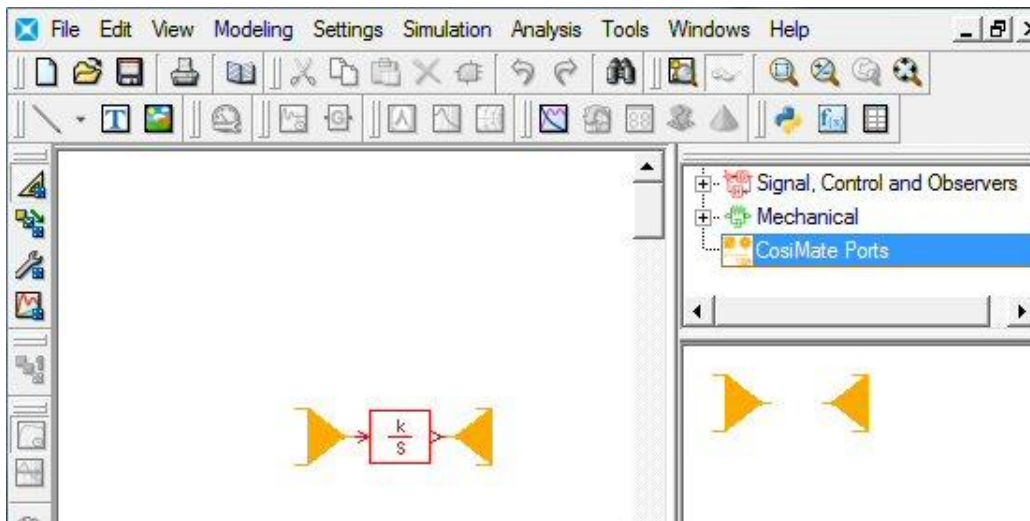 File Edit View Modeling Settings Simulation Analysis Tools Windows Help
T
G
f(x)
Signal, Control and Observers
Mechanical
CosiMate Ports
k
S